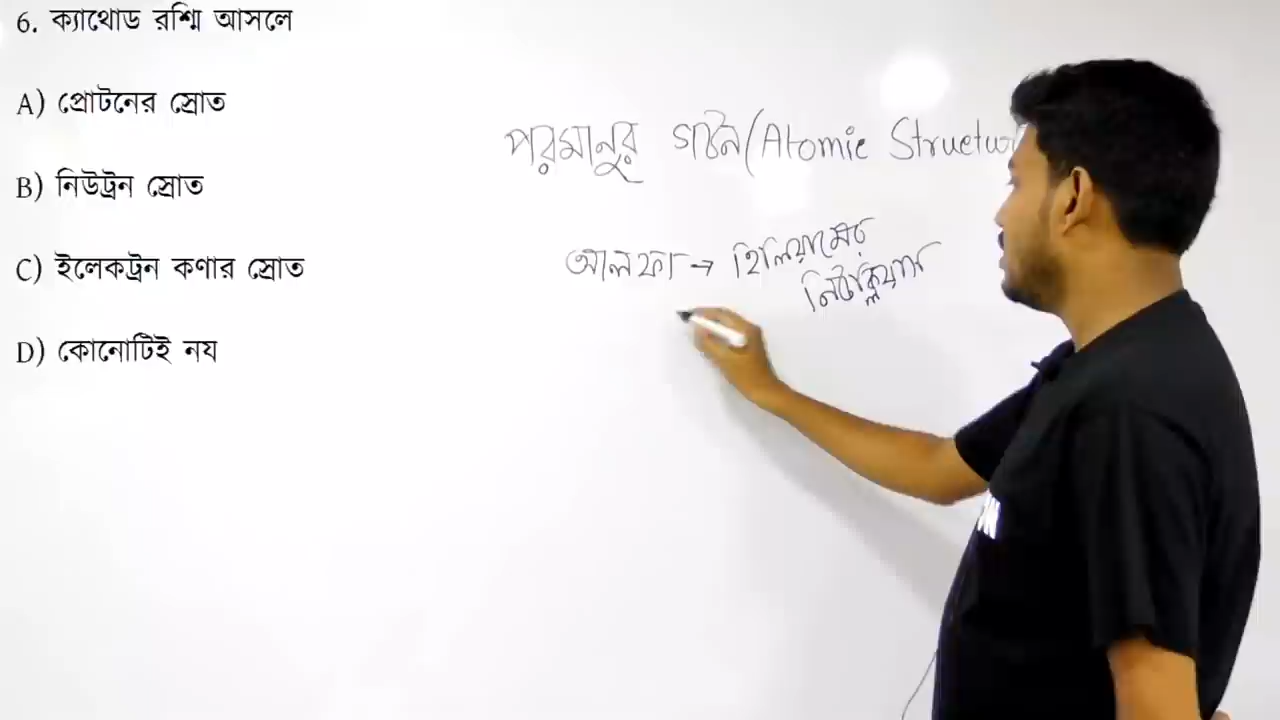 6. ক্যাথোড রশ্মি আসলে
A) প্রোটনের স্রোত
B) নিউট্রন স্রোত
C) ইলেকট্রন কণার স্রোত
D) কোনোটিই নয
পরমানুর গঠন (Atomic Structu
আলফা → হিলিয়ামের
নিউক্লিয়াস